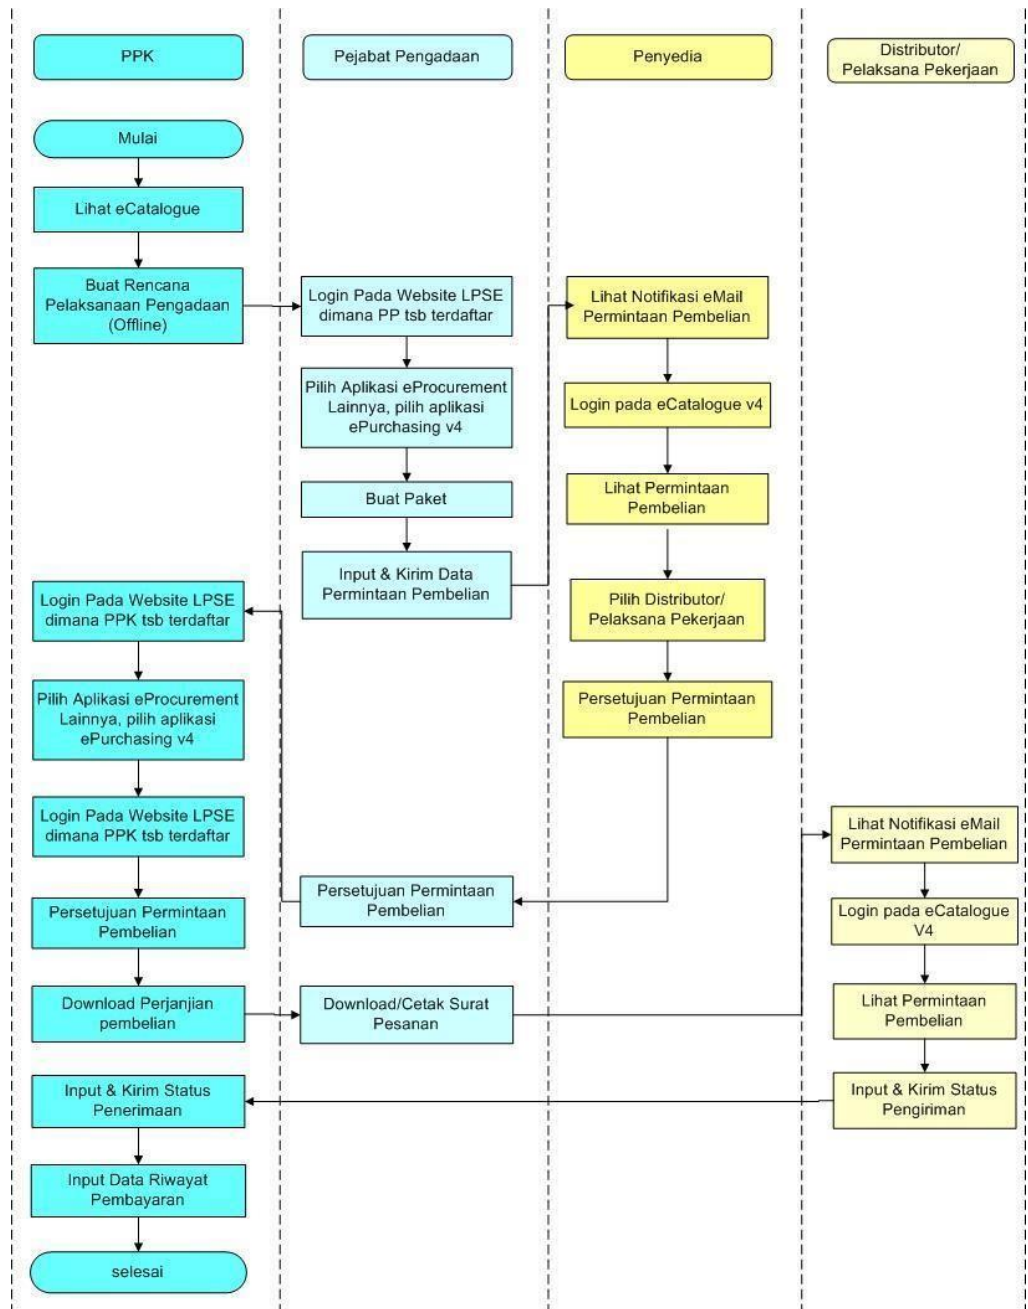 PPK
Pejabat Pengadaan
Penyedia
Distributor/
Pelaksana Pekerjaan
Mulai
Lihat eCatalogue
Buat Rencana
Pelaksanaan Pengadaan
(Offline)
Login Pada Website LPSE
dimana PP tsb terdaftar
Pilih Aplikasi eProcurement
Lainnya, pilih aplikasi
ePurchasing v4
Buat Paket
Input & Kirim Data
Permintaan Pembelian
Lihat Notifikasi eMail
Permintaan Pembelian
Login pada eCatalogue v4
Lihat Permintaan
Pembelian
Pilih Distributor/
Pelaksana Pekerjaan
Persetujuan Permintaan
Pembelian
Persetujuan Permintaan
Pembelian
Login Pada Website LPSE
dimana PPK tsb terdaftar
Pilih Aplikasi eProcurement
Lainnya, pilih aplikasi
ePurchasing v4
Login Pada Website LPSE
dimana PPK tsb terdaftar
Persetujuan Permintaan
Pembelian
Download Perjanjian
pembelian
Download/Cetak Surat
Pesanan
Lihat Notifikasi eMail
Permintaan Pembelian
Login pada eCatalogue
V4
Lihat Permintaan
Pembelian
Input & Kirim Status
Pengiriman
Input & Kirim Status
Penerimaan
Input Data Riwayat
Pembayaran
selesai